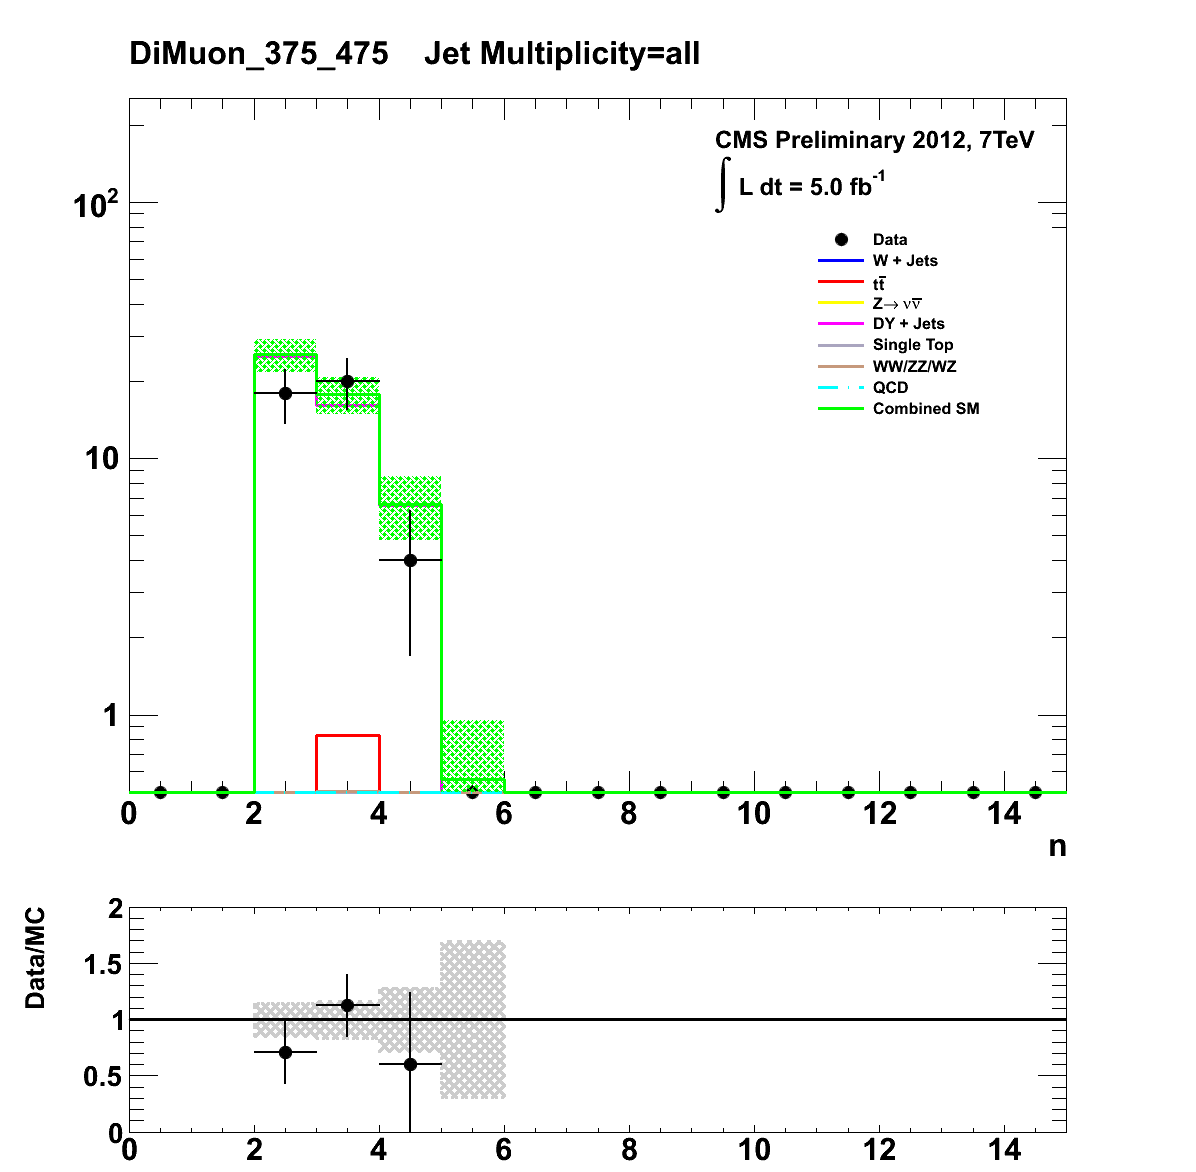 DiMuon_375_475 Jet Multiplicity=all
CMS Preliminary 2012, 7TeV
∫ L dt = 5.0 fb⁻¹
10²
10
1
Data
W + Jets
tt̅
Z→ νν̅
DY + Jets
Single Top
WW/ZZ/WZ
QCD
Combined SM
0 2 4 6 8 10 12 14
n
Data/MC
2
1.5
1
0.5
0
0 2 4 6 8 10 12 14